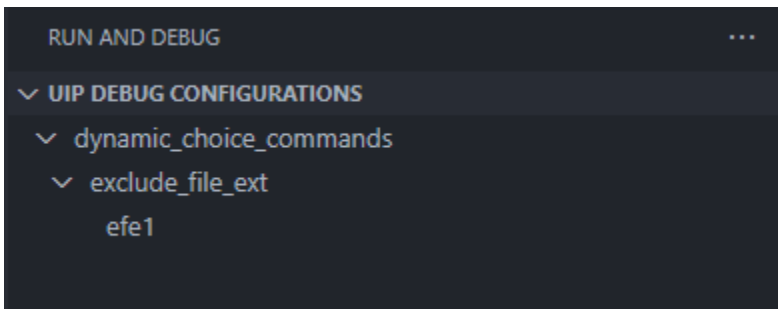 RUN AND DEBUG
UIP DEBUG CONFIGURATIONS
dynamic_choice_commands
exclude_file_ext
efe1